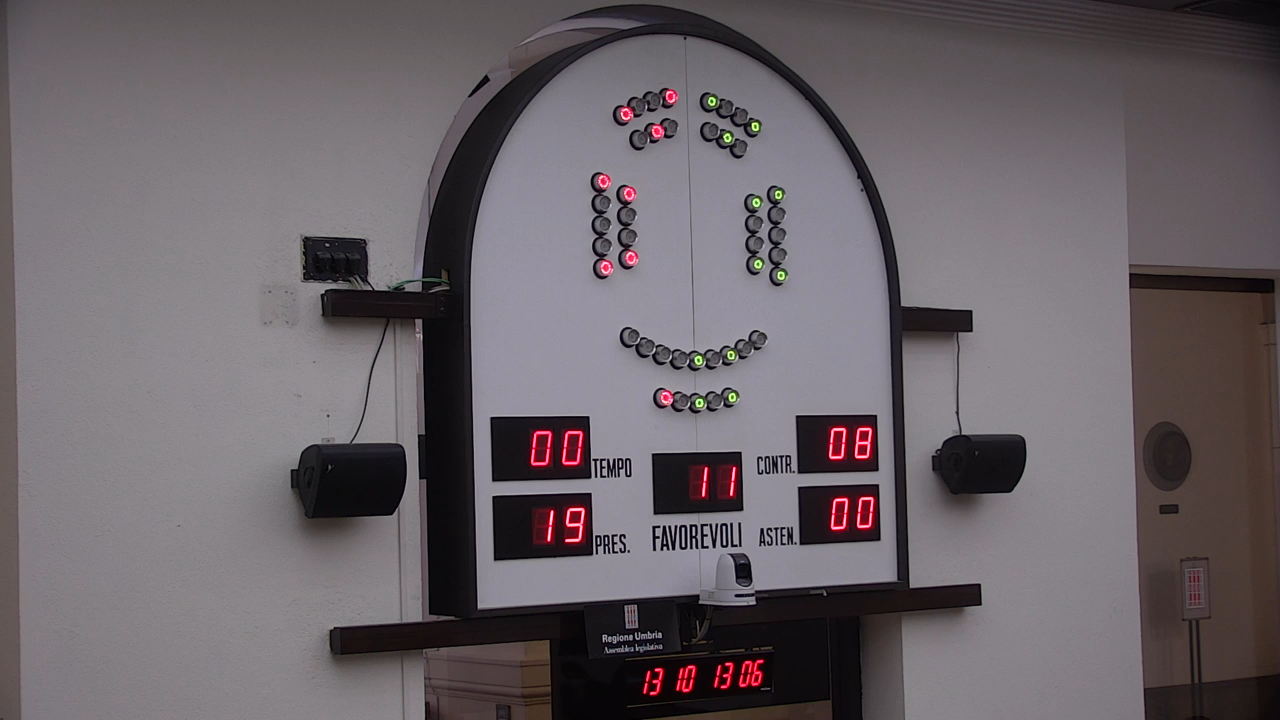 00 TEMPO
CONTR. 08
11
FAVOREVOLI
19 PRES.
ASTEN. 00
Regione Umbria
Assemblea legislativa
13 10 13 06